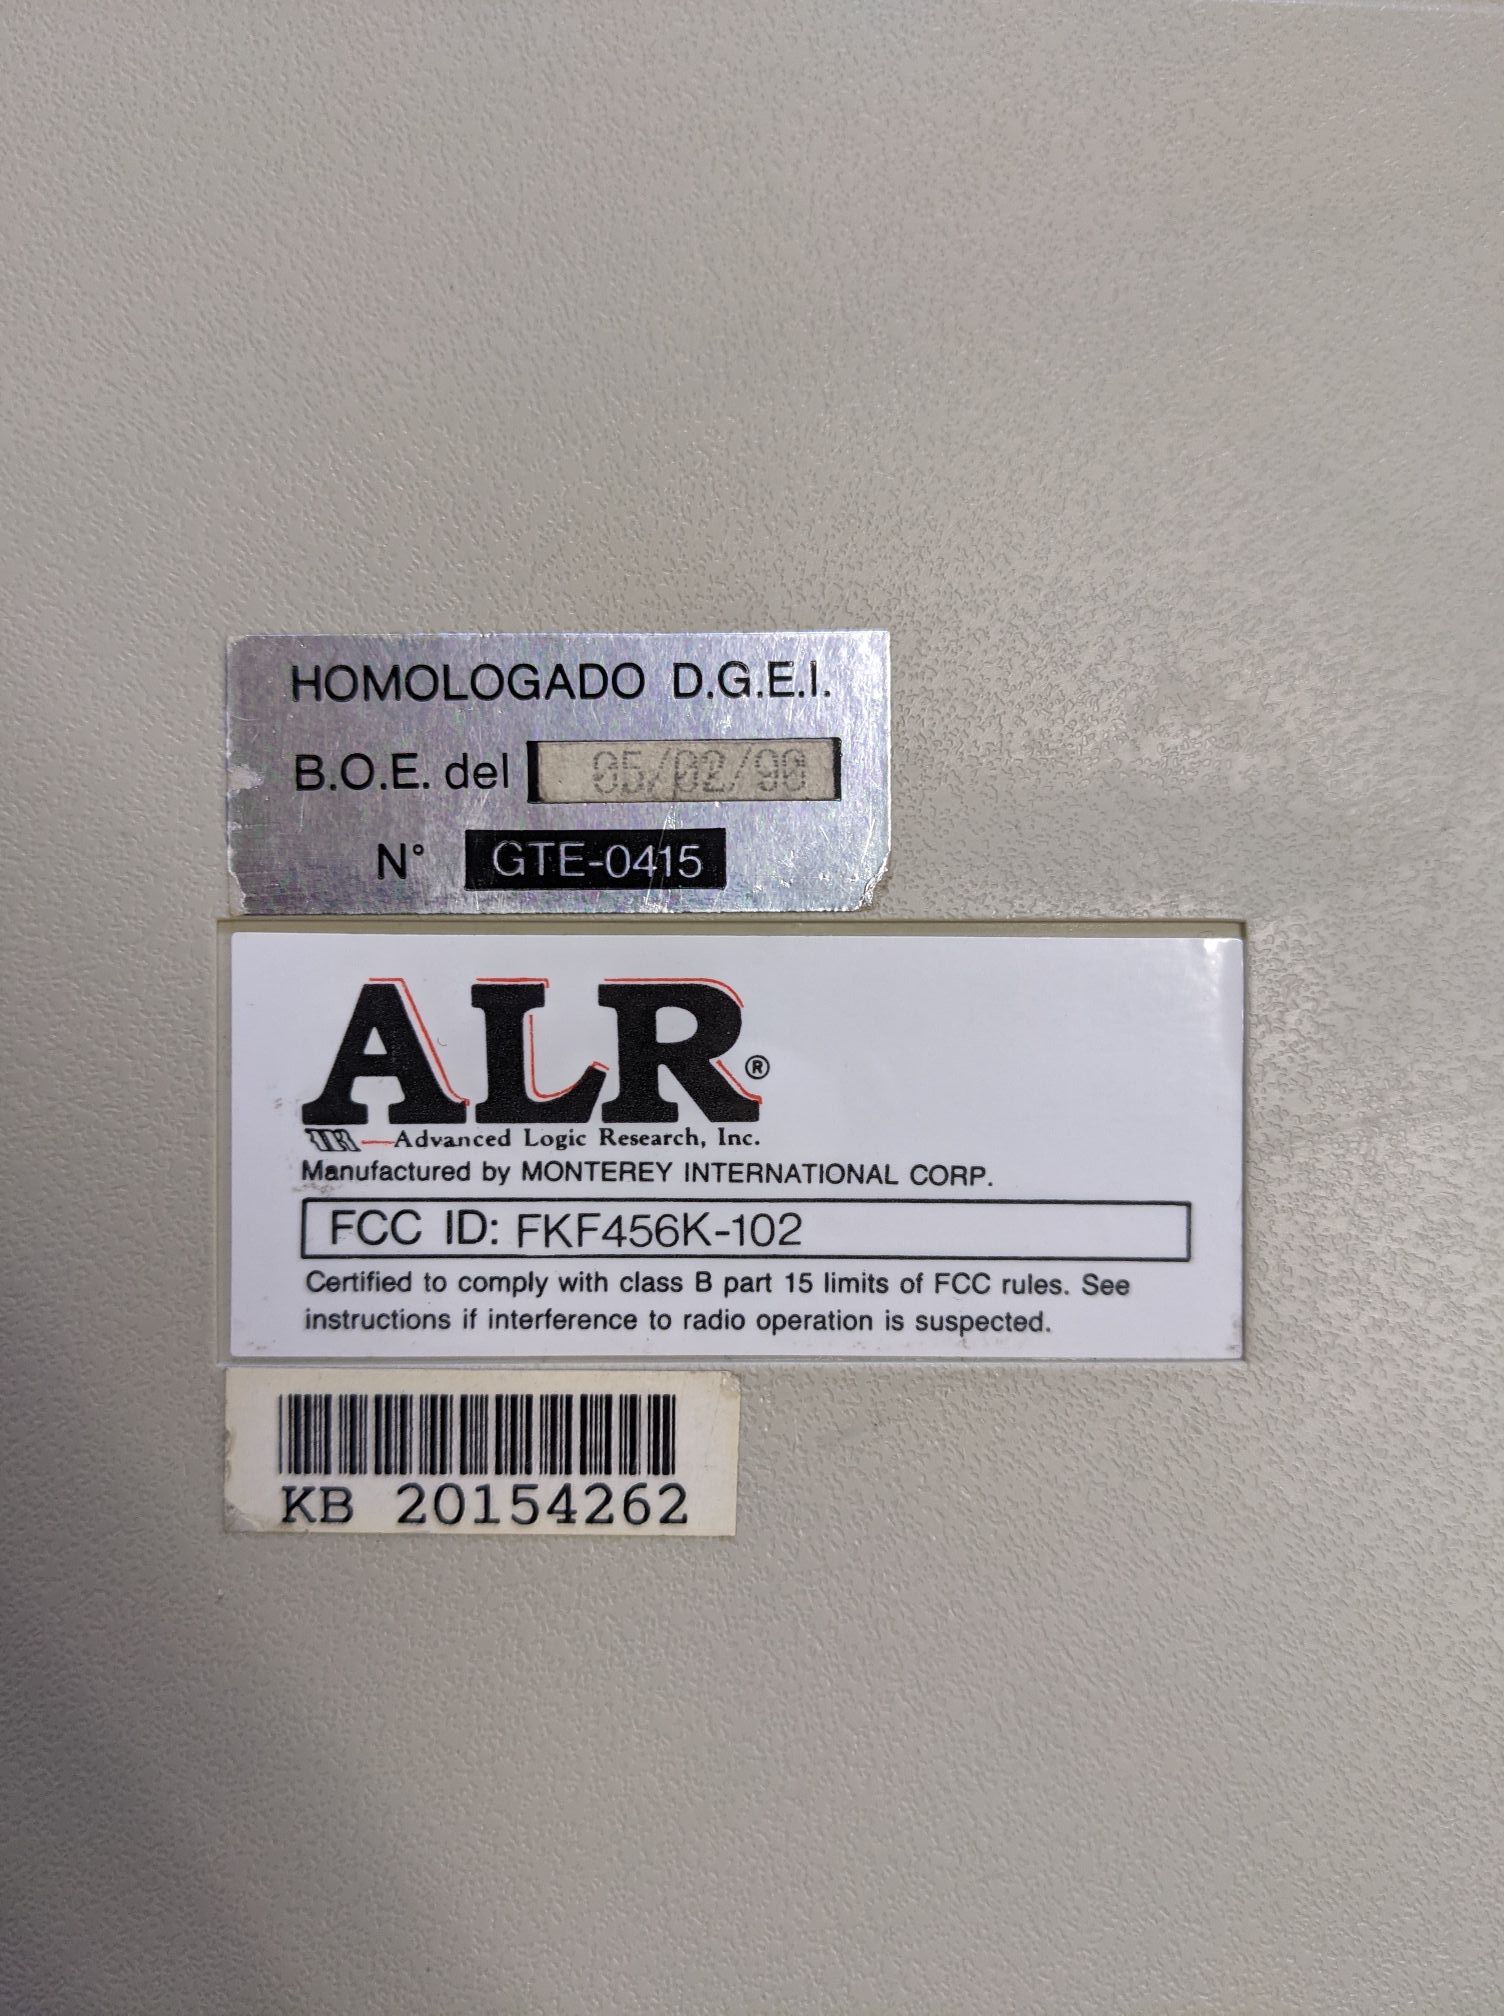 HOMOLOGADO D.G.E.I.
B.O.E. del 05/02/90
N° GTE-0415
ALR®
Advanced Logic Research, Inc.
Manufactured by MONTEREY INTERNATIONAL CORP.
FCC ID: FKF456K-102
Certified to comply with class B part 15 limits of FCC rules. See
instructions if interference to radio operation is suspected.
KB 20154262